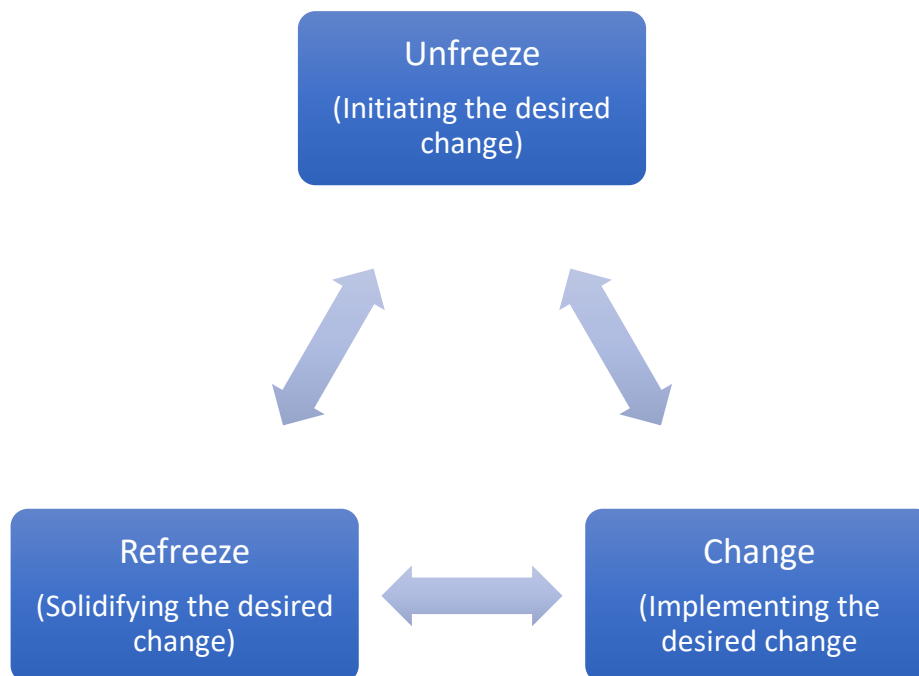 Unfreeze
(Initiating the desired
change)
Refreeze
(Solidifying the desired
change)
Change
(Implementing the
desired change